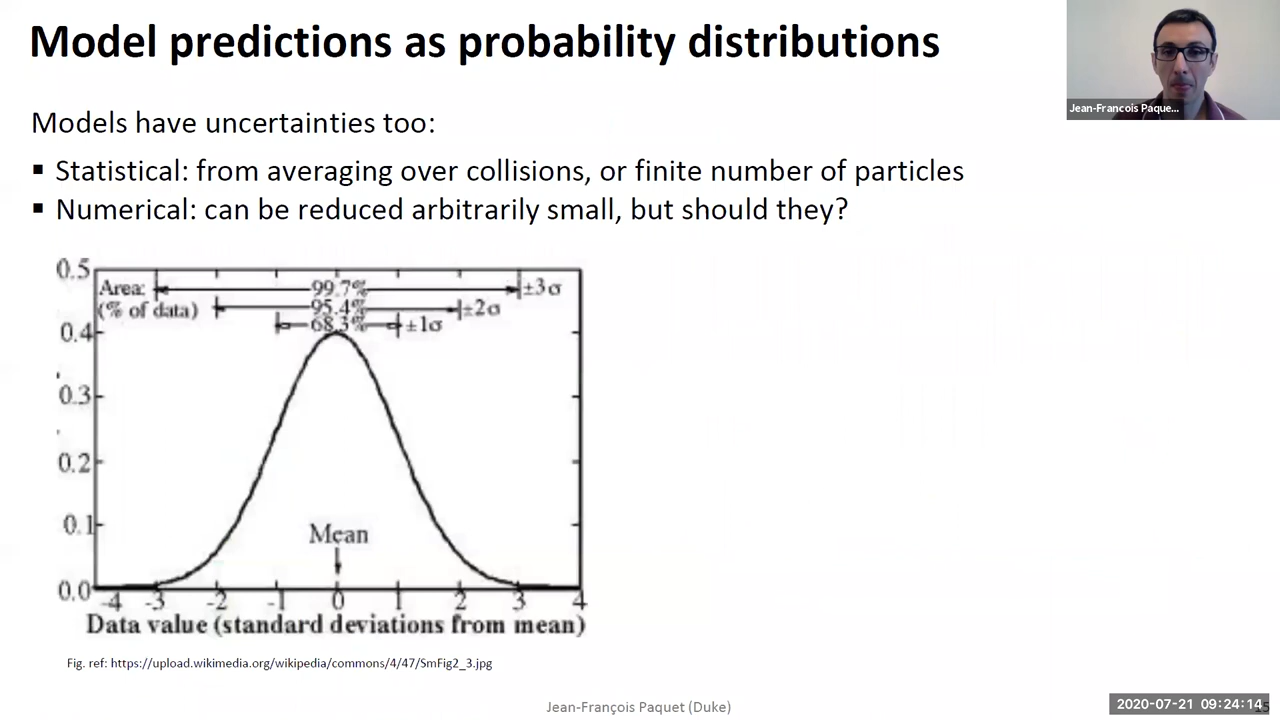 Model predictions as probability distributions
Jean-Francois Paque...
Models have uncertainties too:
▪ Statistical: from averaging over collisions, or finite number of particles
▪ Numerical: can be reduced arbitrarily small, but should they?
0.5
Area: 99.7% ±3σ
(% of data) 95.4% ±2σ
0.4 68.3% ±1σ
0.3
0.2
0.1
Mean
0.0
-4 -3 -2 -1 0 1 2 3 4
Data value (standard deviations from mean)
Fig. ref: https://upload.wikimedia.org/wikipedia/commons/4/47/SmFig2_3.jpg
Jean-François Paquet (Duke)
2020-07-21 09:24:14